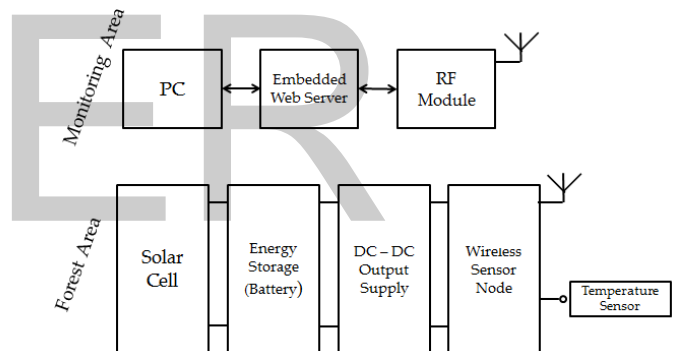 ER
Monitoring Area
PC
Embedded
Web Server
RF
Module
Forest Area
Solar
Cell
Energy
Storage
(Battery)
DC – DC
Output
Supply
Wireless
Sensor
Node
Temperature
Sensor